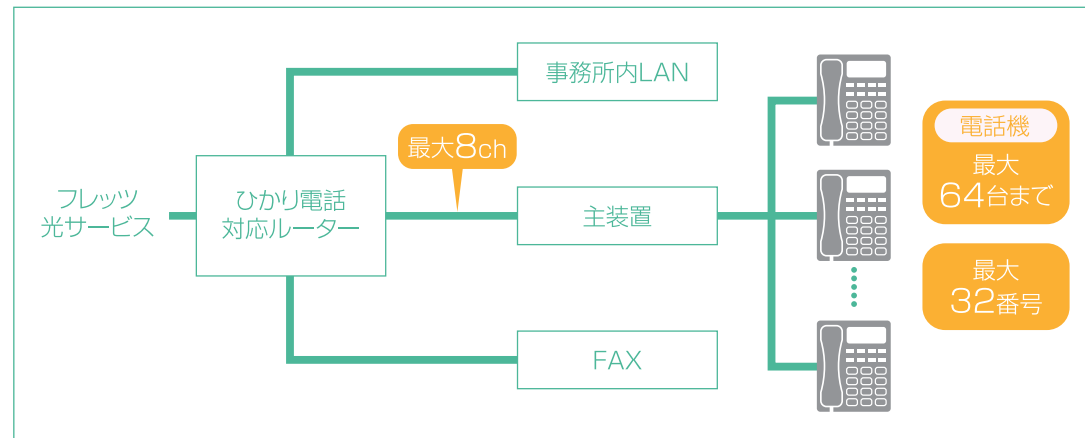 フレッツ
光サービス
ひかり電話
対応ルーター
最大8ch
事務所内LAN
主装置
FAX
電話機
最大
64台まで
最大
32番号